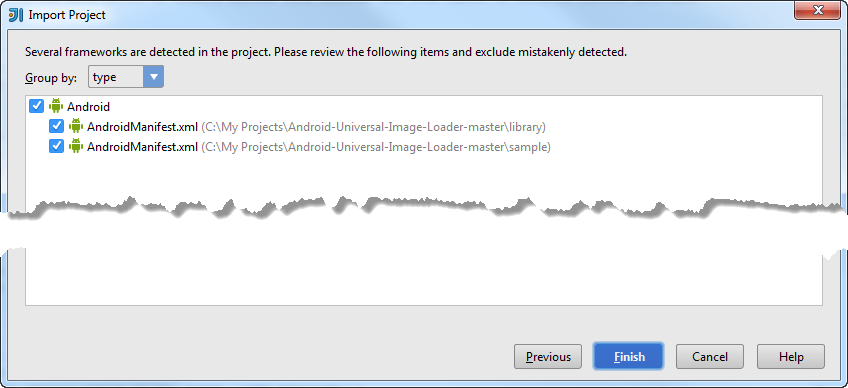 Import Project
Several frameworks are detected in the project. Please review the following items and exclude mistakenly detected.
Group by: type
Android
AndroidManifest.xml (C:\My Projects\Android-Universal-Image-Loader-master\library)
AndroidManifest.xml (C:\My Projects\Android-Universal-Image-Loader-master\sample)
Previous Finish Cancel Help